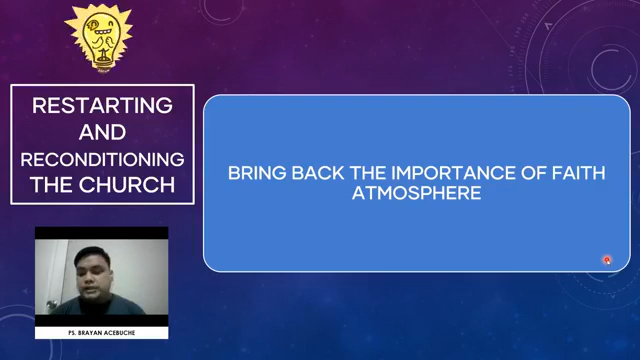 RESTARTING
AND
RECONDITIONING
THE CHURCH
BRING BACK THE IMPORTANCE OF FAITH
ATMOSPHERE
PS. BRAYAN ACEBUCHE